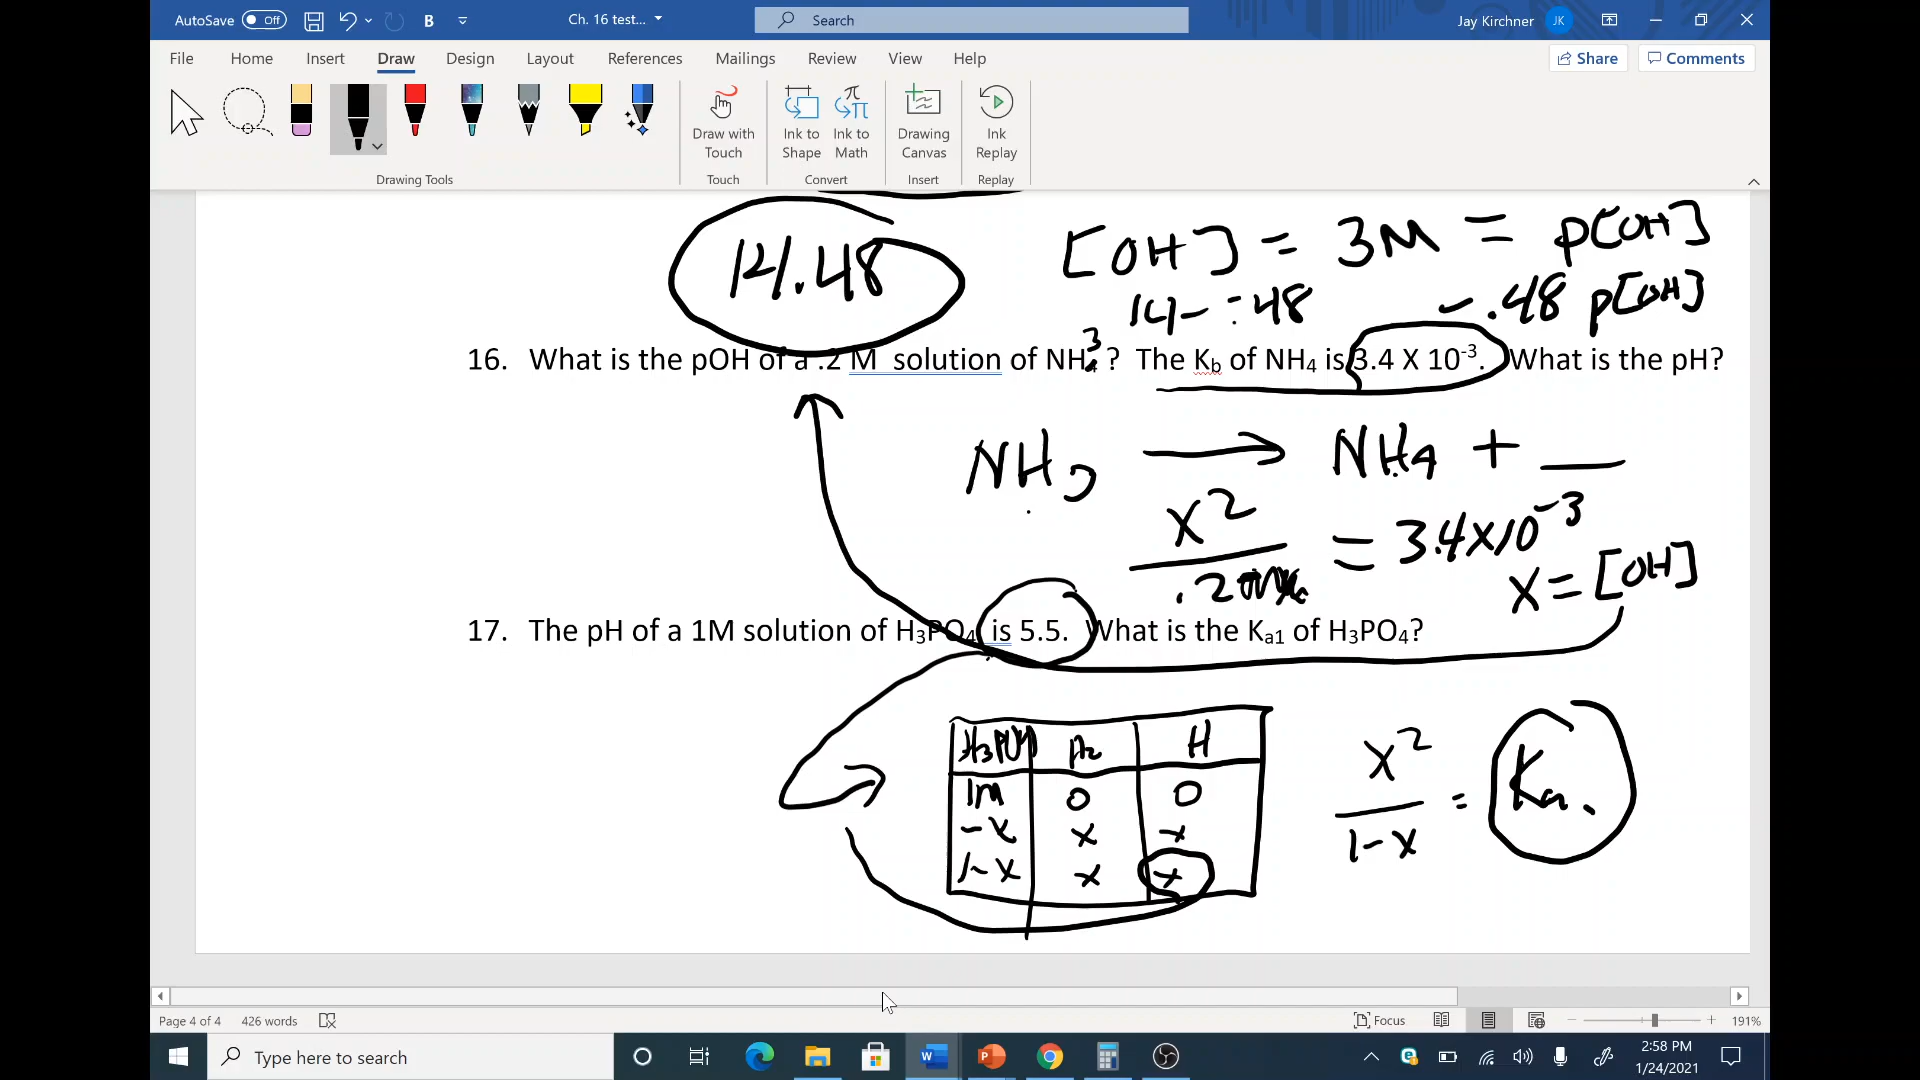 AutoSave Off B Ch. 16 test... Search Jay Kirchner JK
File Home Insert Draw Design Layout References Mailings Review View Help Share Comments
Draw with Touch
Ink to Shape
Ink to Math
Drawing Canvas
Ink Replay
Drawing Tools Touch Convert Insert Replay
14.48
[OH] = 3M = p[OH]
14 - -.48
-.48 p[OH]
16. What is the pOH of a .2 M solution of NH3? The Kb of NH4 is 3.4 X 10-3. What is the pH?
NH3 → NH4 + __
x2
.200 = 3.4x10-3
x = [OH]
17. The pH of a 1M solution of H3PO4 is 5.5. What is the Ka1 of H3PO4?
H3PO4 H2 H
1M 0 0
-x x x
1-x x x
x2
1-x = Ka.
Page 4 of 4 426 words Focus 191%
Type here to search
2:58 PM
1/24/2021